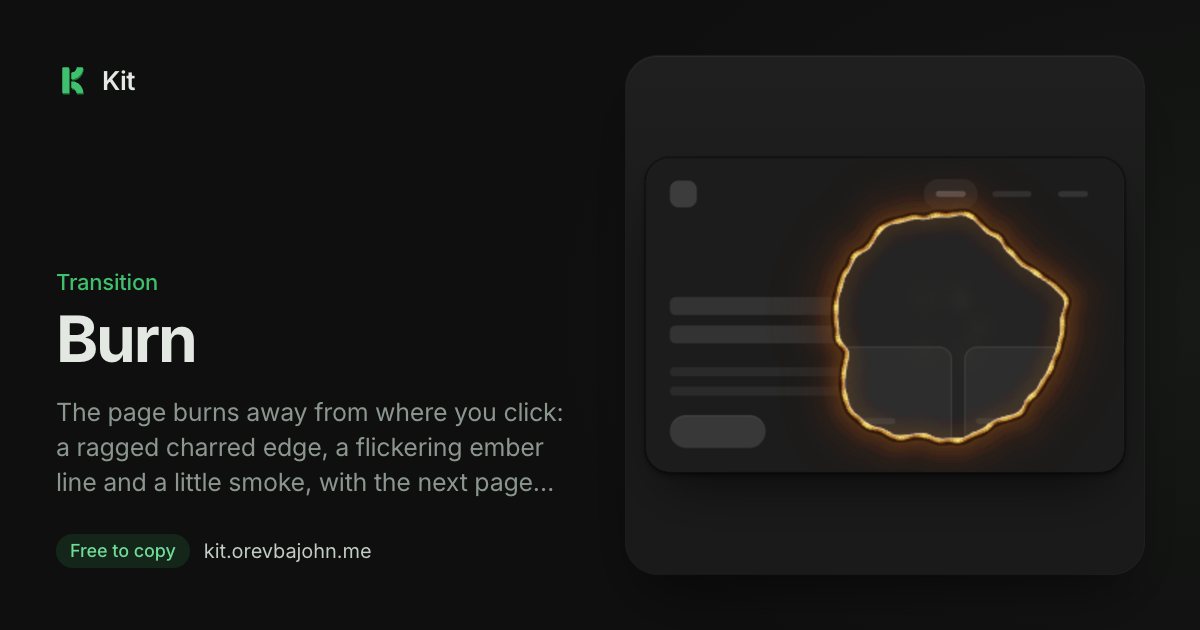 Kit
Transition
Burn
The page burns away from where you click:
a ragged charred edge, a flickering ember
line and a little smoke, with the next page...
Free to copy
kit.orevbajohn.me